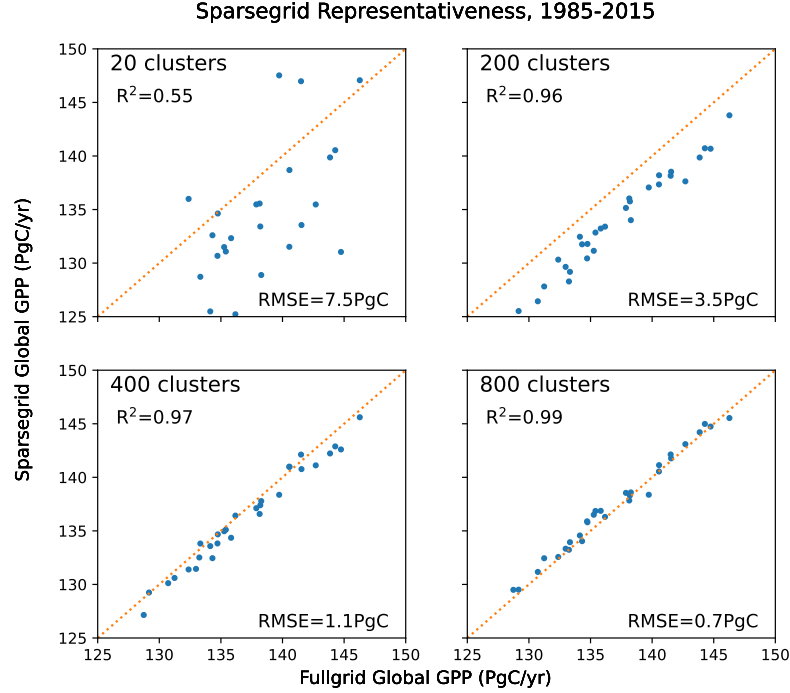 Sparsegrid Representativeness, 1985-2015
20 clusters
R²=0.55
RMSE=7.5PgC
150
145
140
135
130
125
200 clusters
R²=0.96
RMSE=3.5PgC
Sparsegrid Global GPP (PgC/yr)
400 clusters
R²=0.97
RMSE=1.1PgC
150
145
140
135
130
125
125 130 135 140 145 150
800 clusters
R²=0.99
RMSE=0.7PgC
125 130 135 140 145 150
Fullgrid Global GPP (PgC/yr)